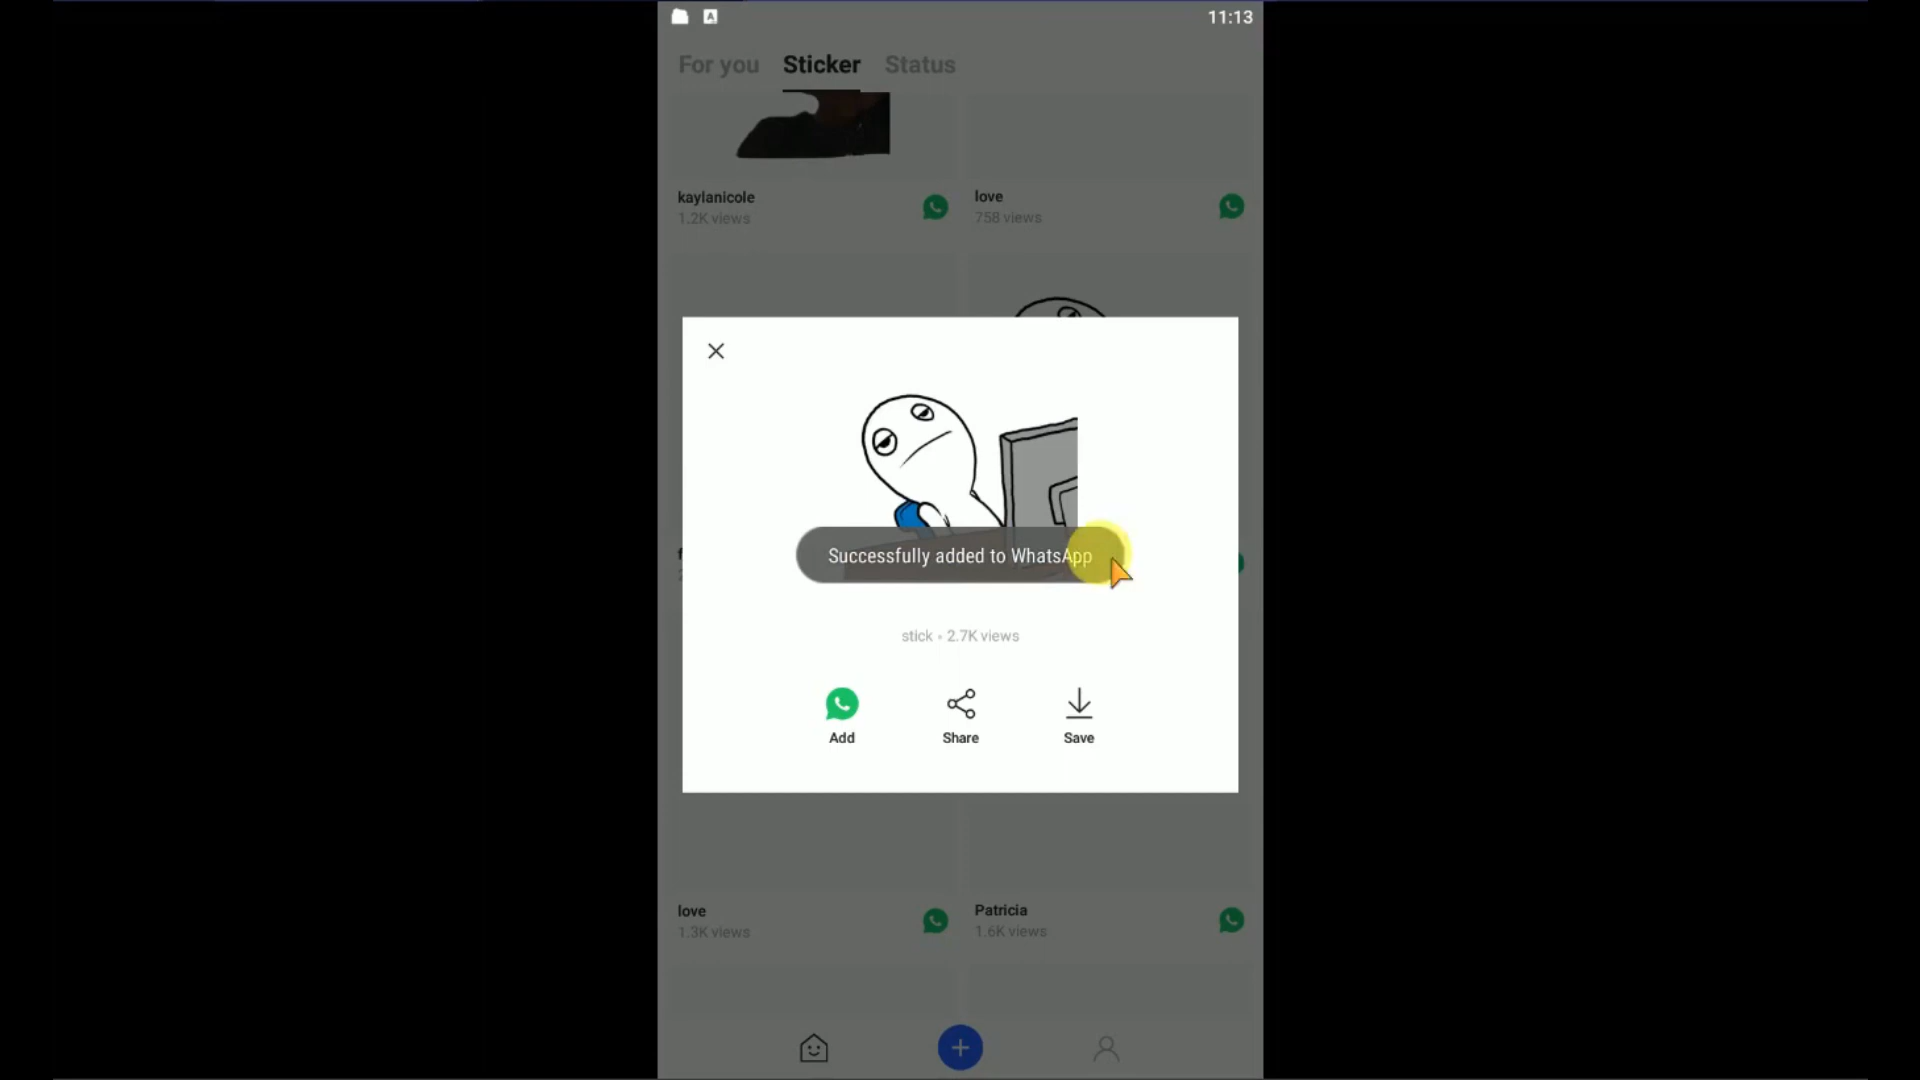 11:13
For you Sticker Status
kaylanicole
1.2K views
love
758 views
Successfully added to WhatsApp
stick • 2.7K views
Add
Share
Save
love
1.3K views
Patricia
1.6K views